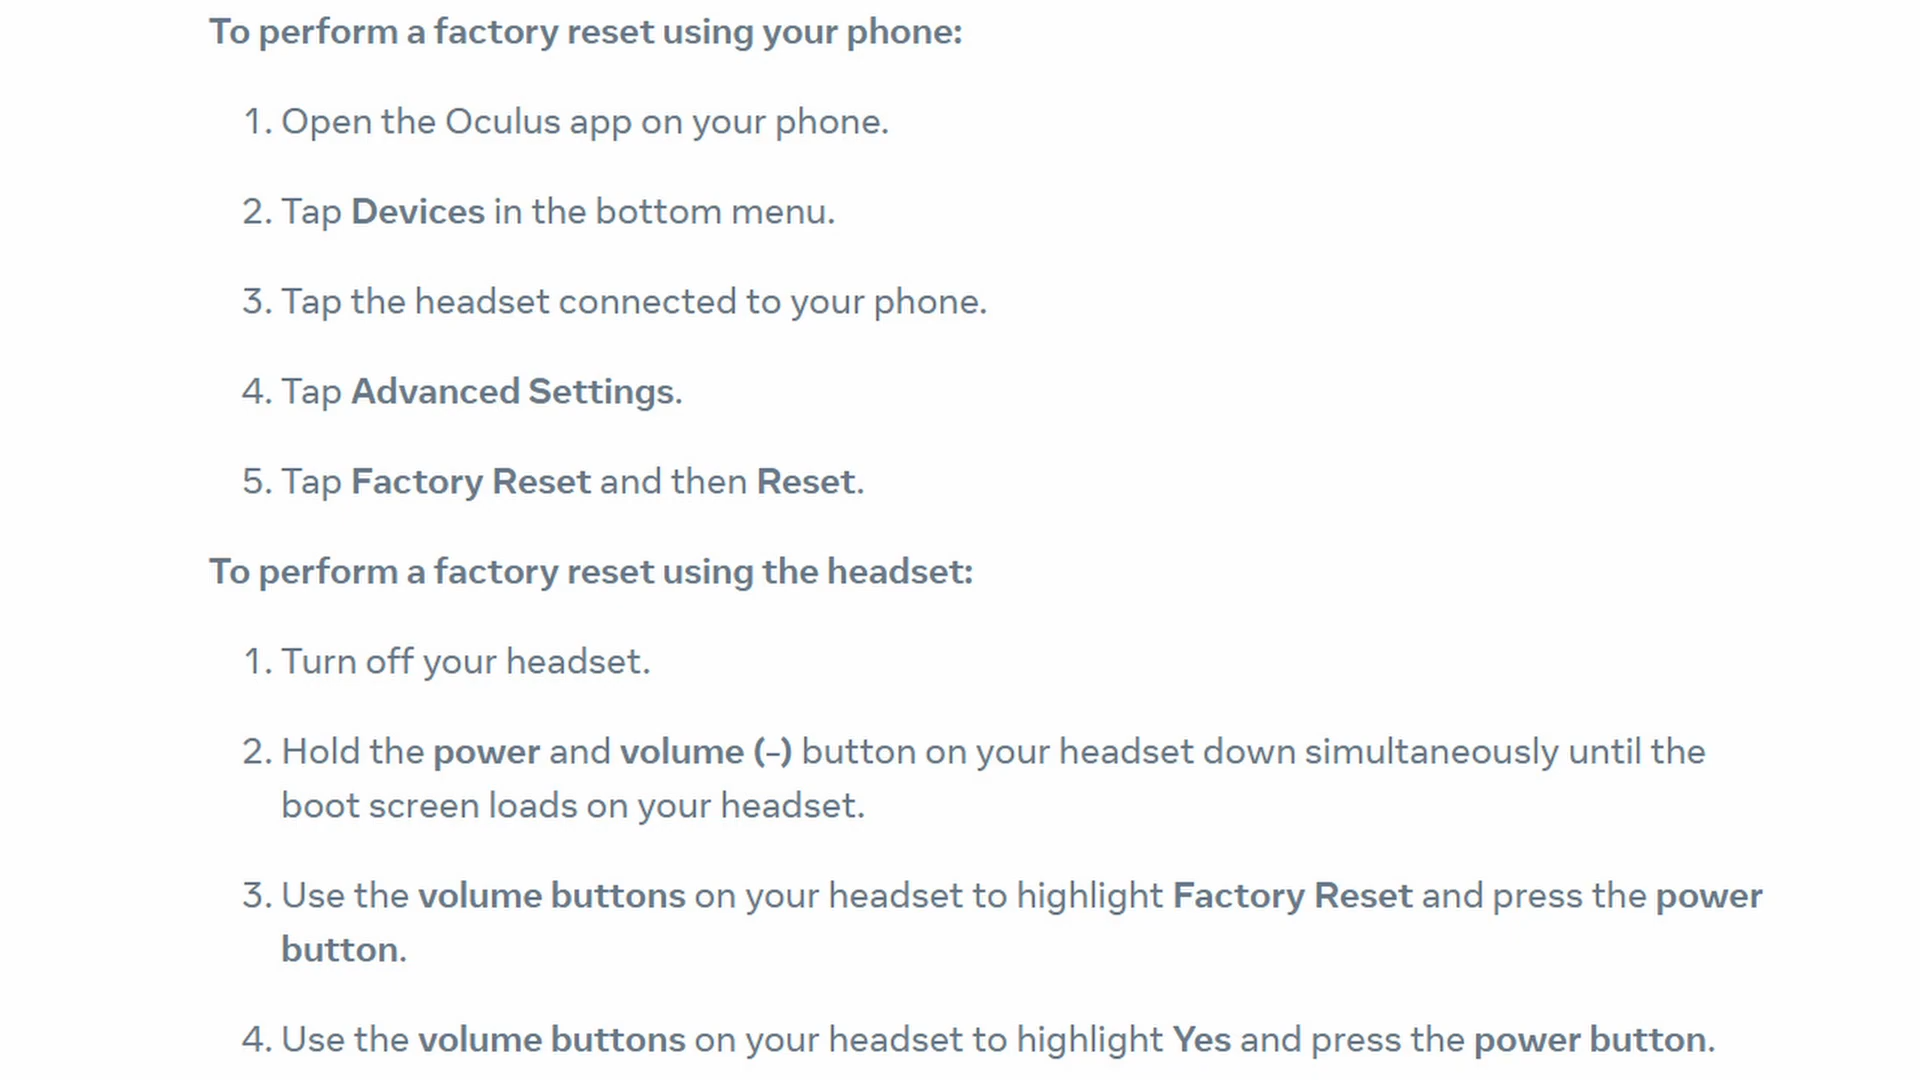 To perform a factory reset using your phone:
1. Open the Oculus app on your phone.
2. Tap Devices in the bottom menu.
3. Tap the headset connected to your phone.
4. Tap Advanced Settings.
5. Tap Factory Reset and then Reset.
To perform a factory reset using the headset:
1. Turn off your headset.
2. Hold the power and volume (-) button on your headset down simultaneously until the
boot screen loads on your headset.
3. Use the volume buttons on your headset to highlight Factory Reset and press the power
button.
4. Use the volume buttons on your headset to highlight Yes and press the power button.